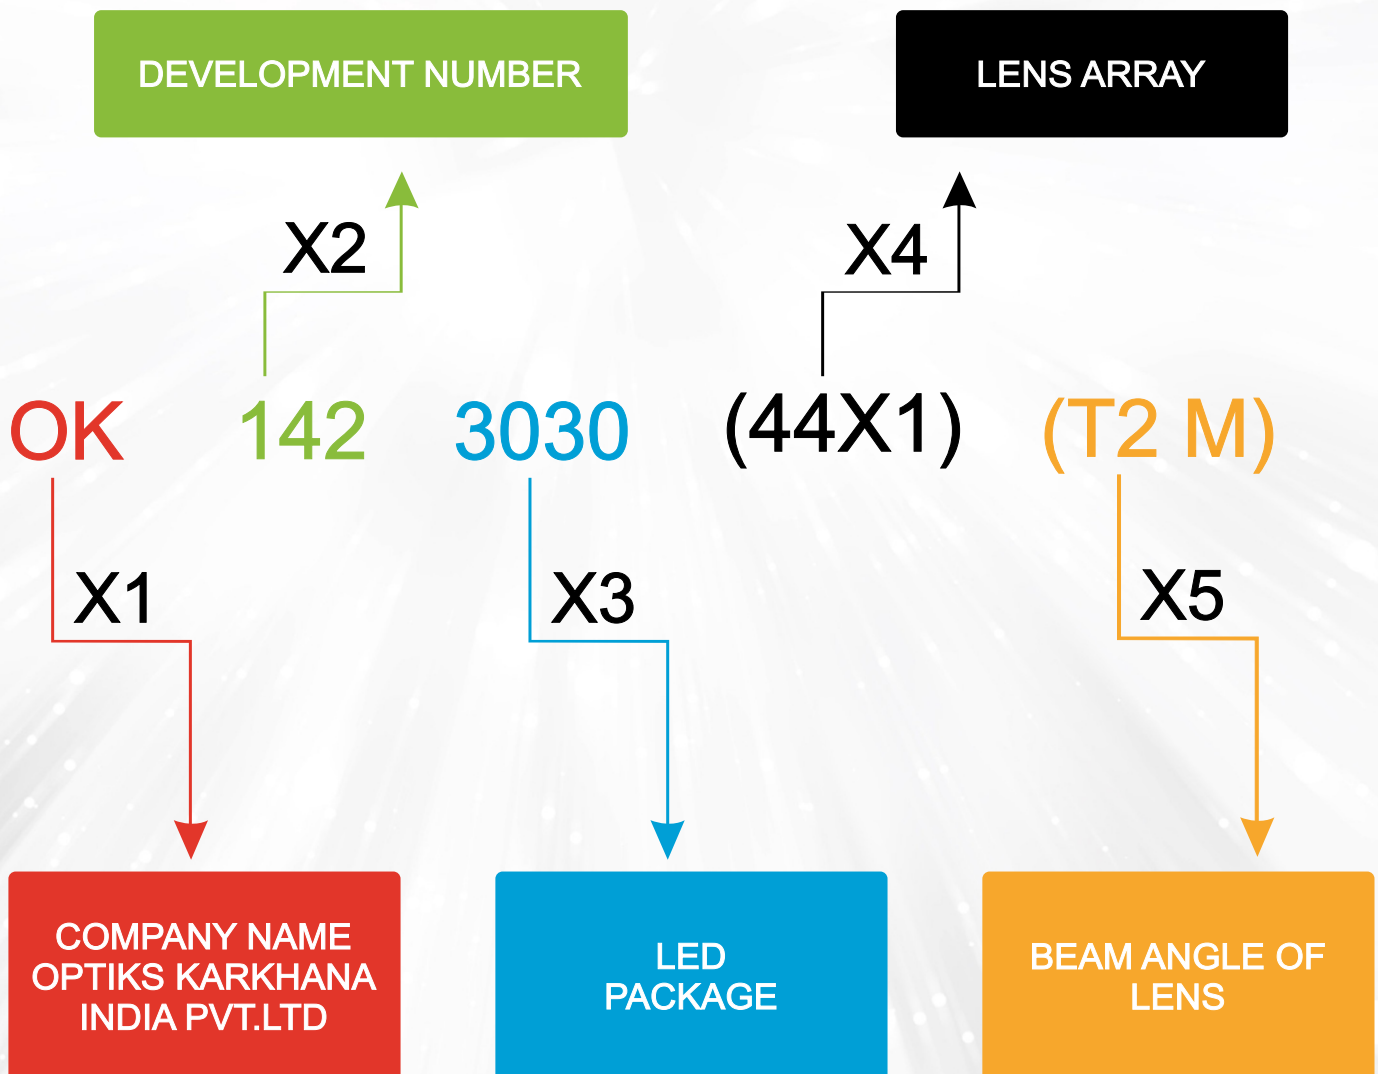 DEVELOPMENT NUMBER
LENS ARRAY
X2
X4
OK 142 3030 (44X1) (T2 M)
X1
X3
X5
COMPANY NAME
OPTIKS KARKHANA
INDIA PVT.LTD
LED
PACKAGE
BEAM ANGLE OF
LENS